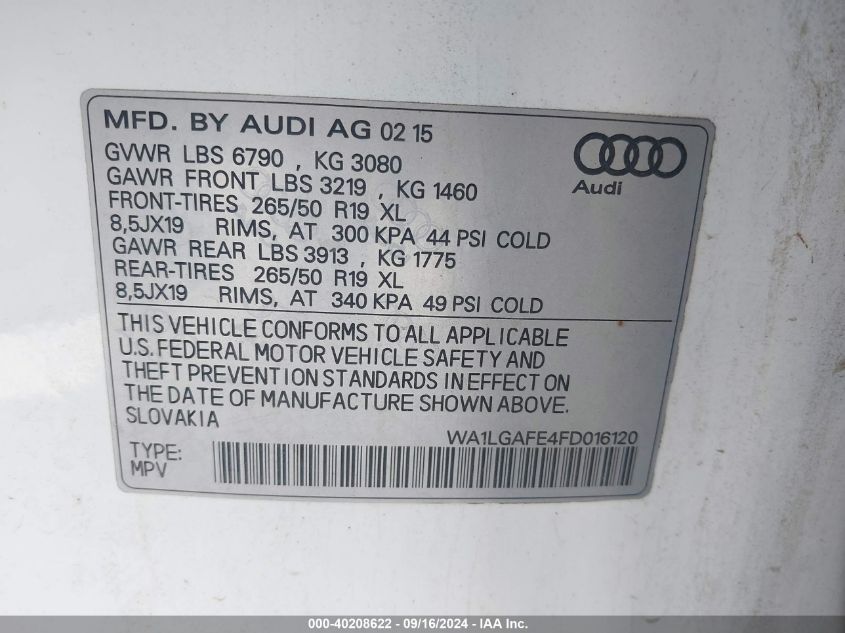 MFD. BY AUDI AG 02 15
Audi
GVWR LBS 6790 , KG 3080
GAWR FRONT LBS 3219 , KG 1460
FRONT-TIRES 265/50 R19 XL
8,5JX19 RIMS, AT 300 KPA 44 PSI COLD
GAWR REAR LBS 3913 , KG 1775
REAR-TIRES 265/50 R19 XL
8,5JX19 RIMS, AT 340 KPA 49 PSI COLD
THIS VEHICLE CONFORMS TO ALL APPLICABLE
U.S. FEDERAL MOTOR VEHICLE SAFETY AND
THEFT PREVENTION STANDARDS IN EFFECT ON
THE DATE OF MANUFACTURE SHOWN ABOVE.
SLOVAKIA
WA1LGAFE4FD016120
TYPE:
MPV
000-40208622 - 09/16/2024 - IAA Inc.